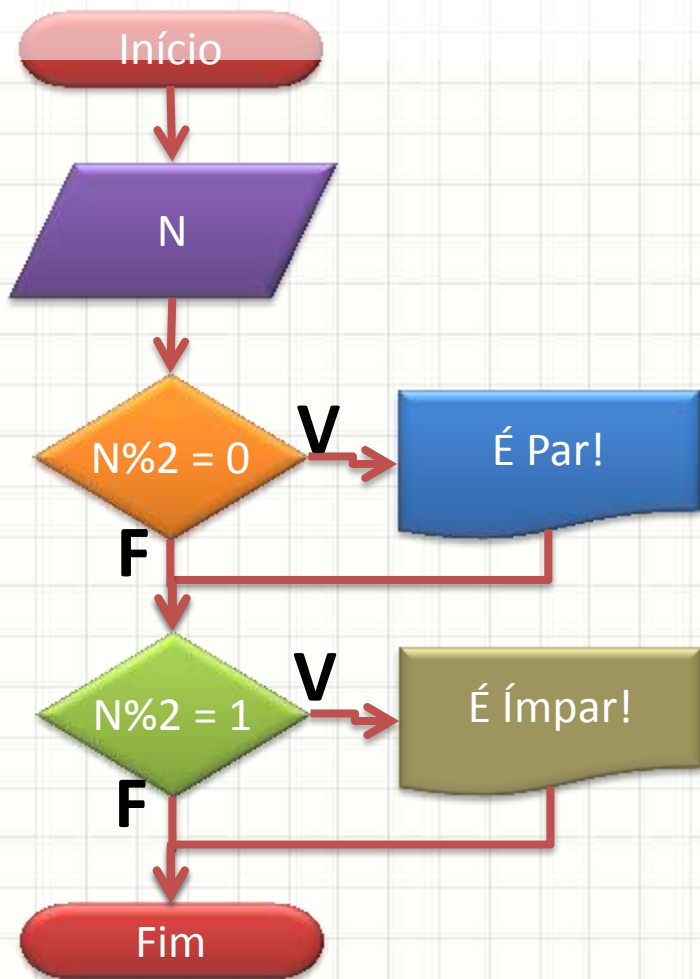 Início
N
N%2 = 0
V
É Par!
F
N%2 = 1
V
É Ímpar!
F
Fim